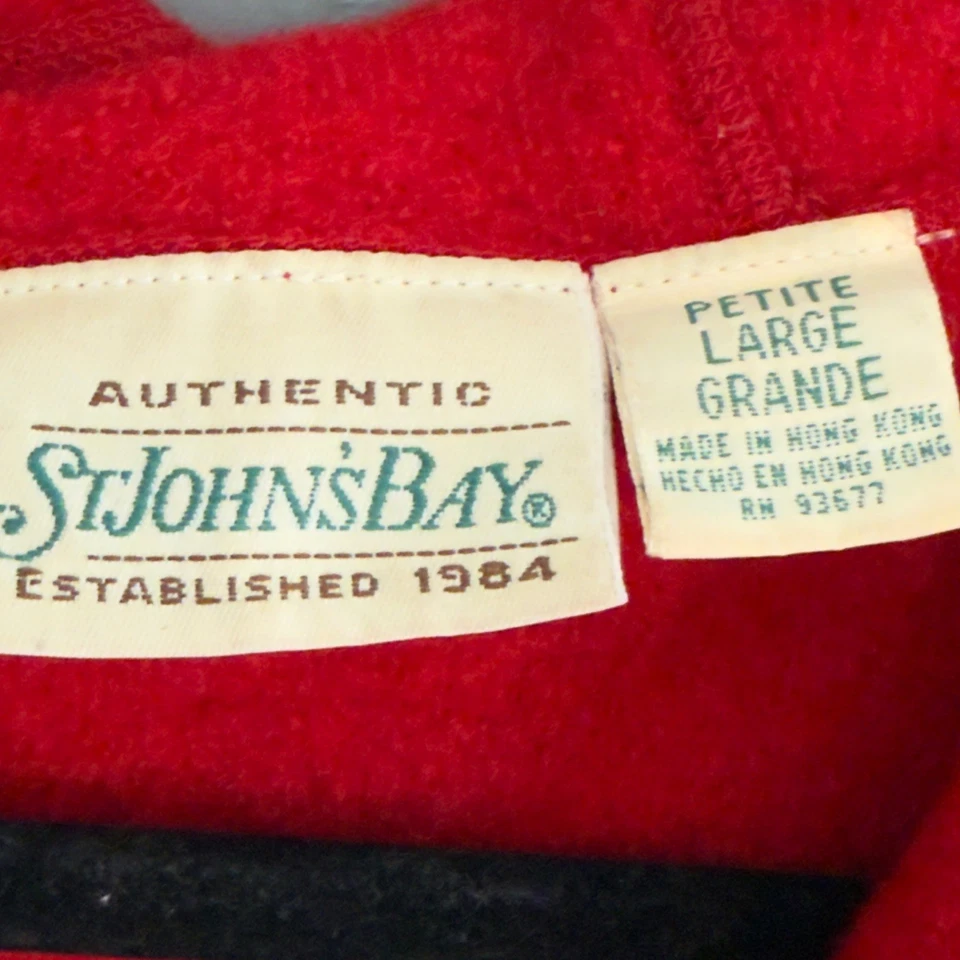 AUTHENTIC
ST JOHN'S BAY®
ESTABLISHED 1984
PETITE
LARGE
GRANDE
MADE IN HONG KONG
HECHO EN HONG KONG
RN 93677